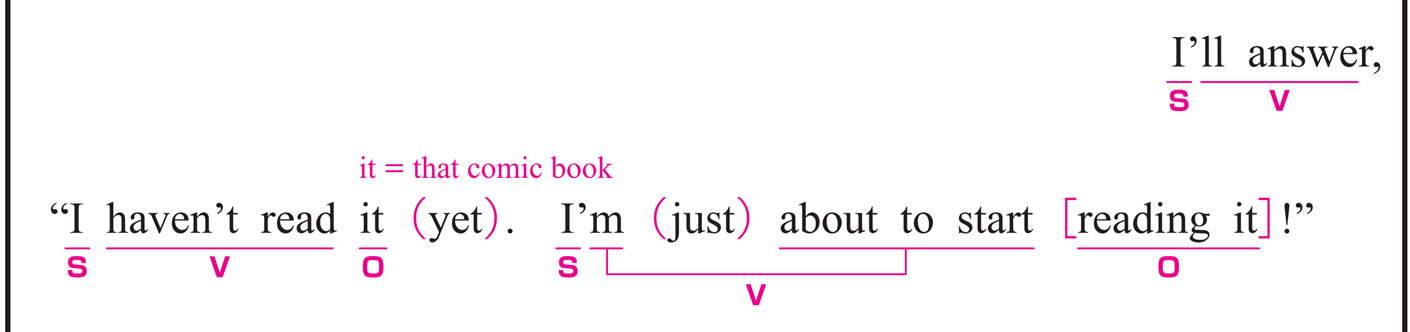 I’ll answer,
S V
it = that comic book
“I haven’t read it (yet). I’m (just) about to start [reading it]!”
S V O S O
V